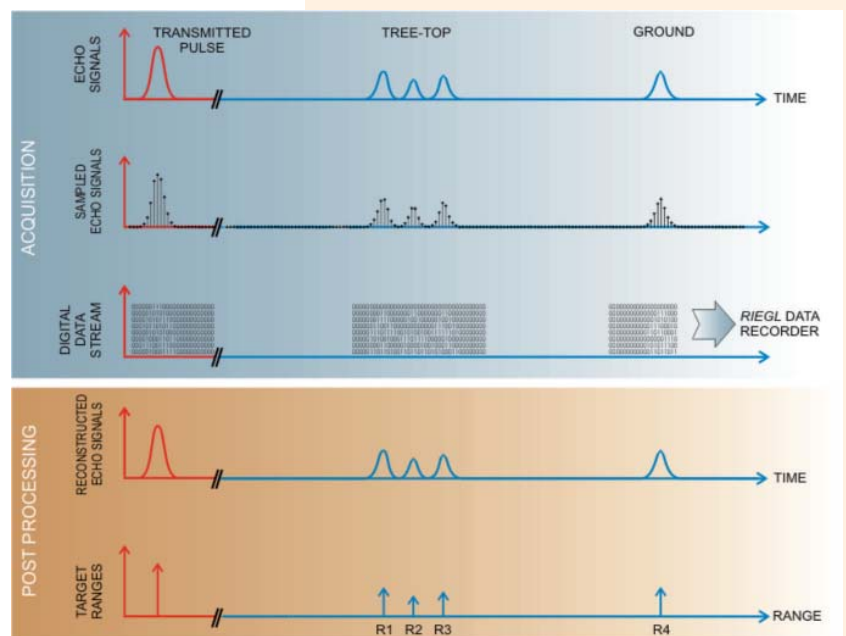 ACQUISITION
ECHO
SIGNALS
TRANSMITTED
PULSE
TREE-TOP
GROUND
TIME
SAMPLED
ECHO SIGNALS
DIGITAL
DATA
STREAM
RIEGL DATA
RECORDER
POST PROCESSING
RECONSTRUCTED
ECHO SIGNALS
TIME
TARGET
RANGES
R1 R2 R3 R4
RANGE